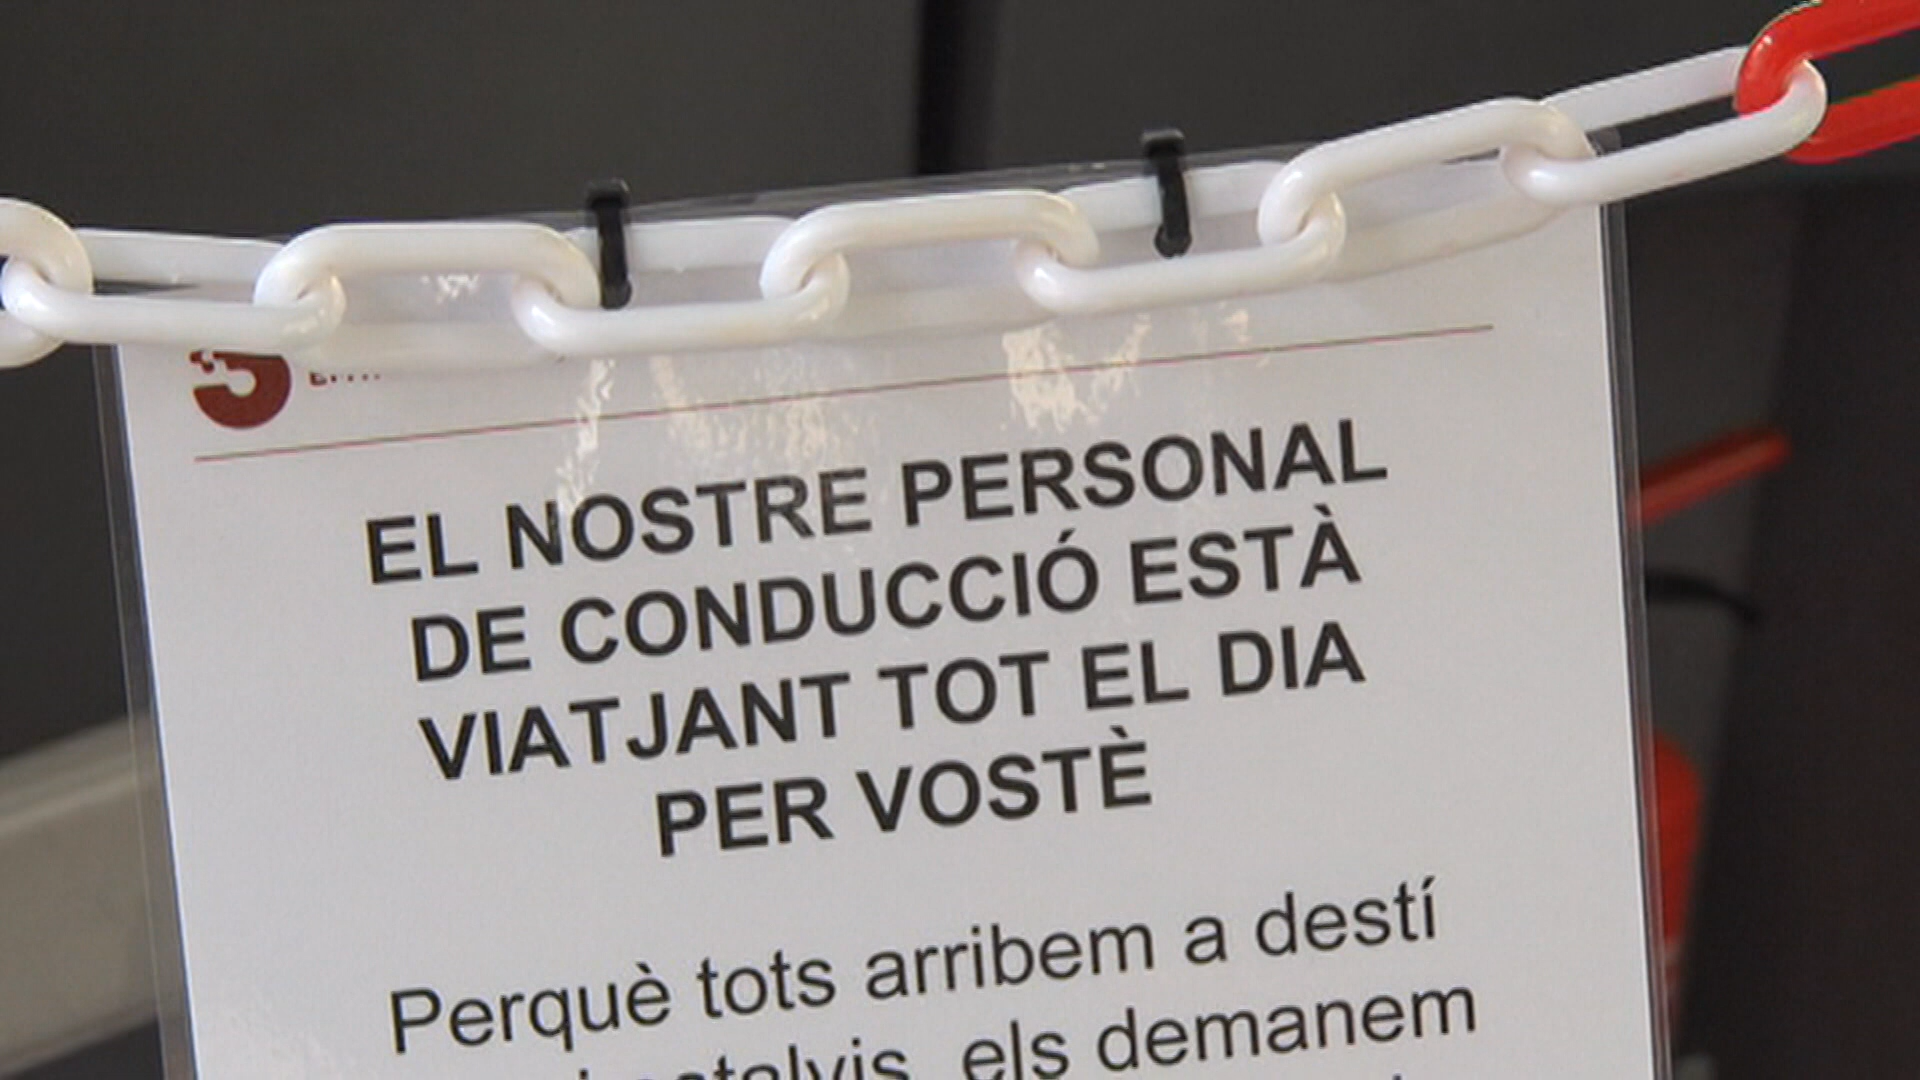 EL NOSTRE PERSONAL
DE CONDUCCIÓ ESTÀ
VIATJANT TOT EL DIA
PER VOSTÈ
Perquè tots arribem a destí
els demanem